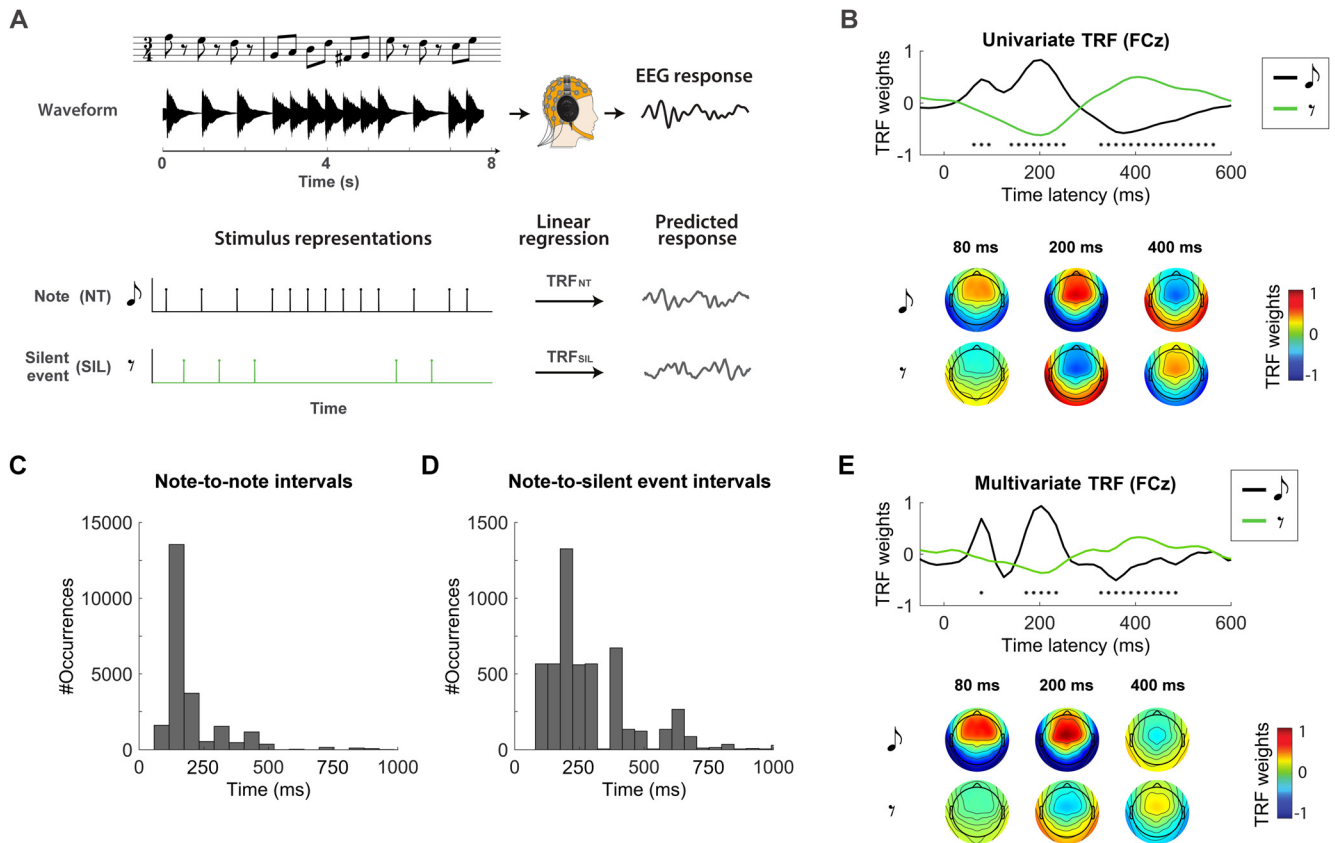 A
3
4
Waveform
EEG response
0
4
8
Time (s)
Stimulus representations
Linear
regression
Predicted
response
Note (NT)
TRFNT
Silent
event (SIL)
TRFSIL
Time
B
Univariate TRF (FCz)
TRF weights
1
0
-1
0
200
400
600
Time latency (ms)
80 ms
200 ms
400 ms
TRF weights
1
0
-1
C
Note-to-note intervals
#Occurrences
15000
10000
5000
0
0
250
500
750
1000
Time (ms)
D
Note-to-silent event intervals
#Occurrences
1500
1000
500
0
0
250
500
750
1000
Time (ms)
E
Multivariate TRF (FCz)
TRF weights
1
0
-1
0
200
400
600
Time latency (ms)
80 ms
200 ms
400 ms
TRF weights
1
0
-1